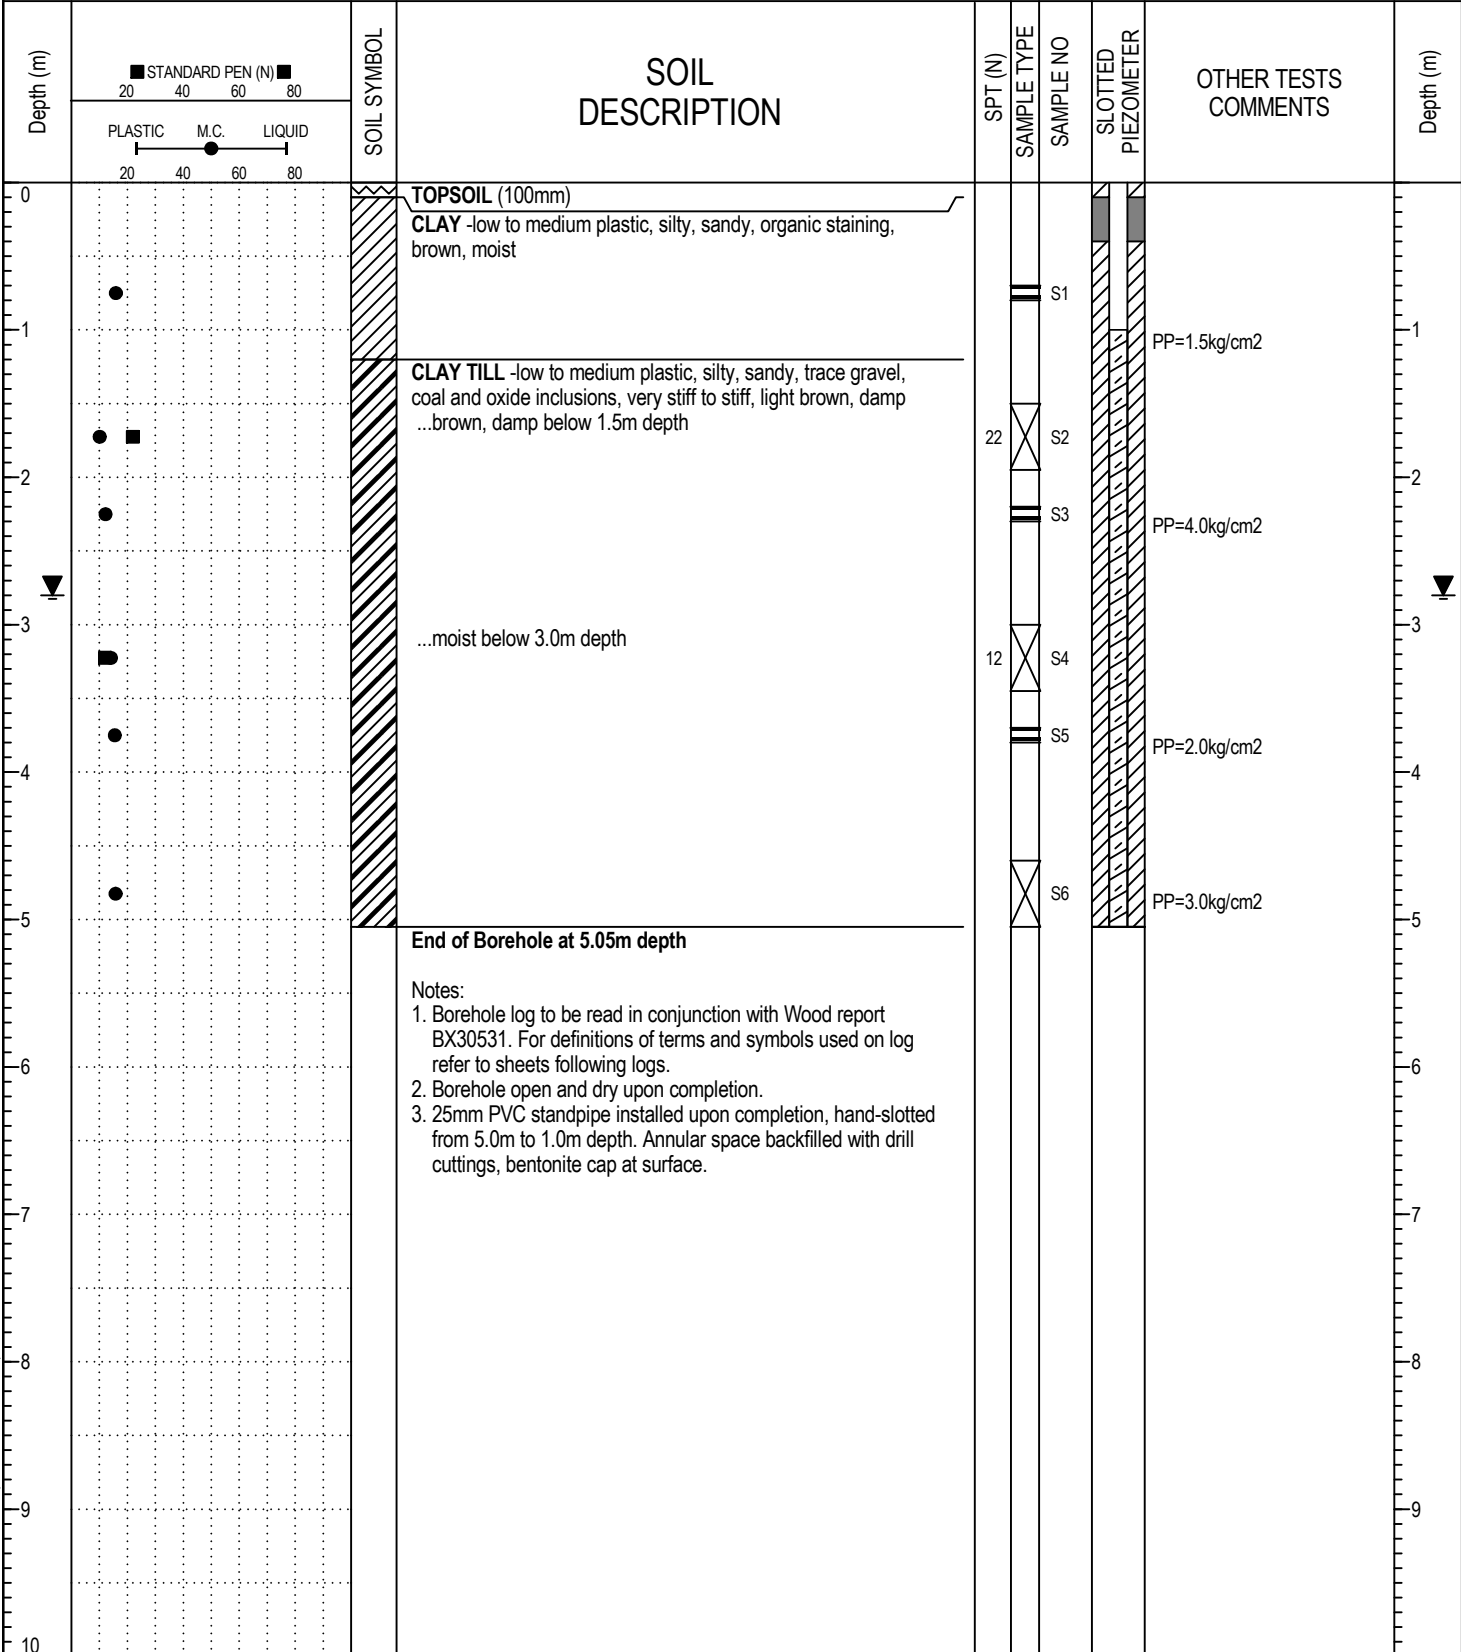 Depth (m)
STANDARD PEN (N)
20 40 60 80
PLASTIC M.C. LIQUID
20 40 60 80
SOIL SYMBOL
SOIL
DESCRIPTION
SPT (N)
SAMPLE TYPE
SAMPLE NO
SLOTTED
PIEZOMETER
OTHER TESTS
COMMENTS
Depth (m)
0
TOPSOIL (100mm)
CLAY -low to medium plastic, silty, sandy, organic staining,
brown, moist
S1
1 1
PP=1.5kg/cm2
CLAY TILL -low to medium plastic, silty, sandy, trace gravel,
coal and oxide inclusions, very stiff to stiff, light brown, damp
...brown, damp below 1.5m depth
22 S2
2 2
S3
PP=4.0kg/cm2
3 3
...moist below 3.0m depth
12 S4
S5
PP=2.0kg/cm2
4 4
S6
PP=3.0kg/cm2
5 5
End of Borehole at 5.05m depth
Notes:
1. Borehole log to be read in conjunction with Wood report
BX30531. For definitions of terms and symbols used on log
refer to sheets following logs.
6 6
2. Borehole open and dry upon completion.
3. 25mm PVC standpipe installed upon completion, hand-slotted
from 5.0m to 1.0m depth. Annular space backfilled with drill
cuttings, bentonite cap at surface.
7 7
8 8
9 9
10